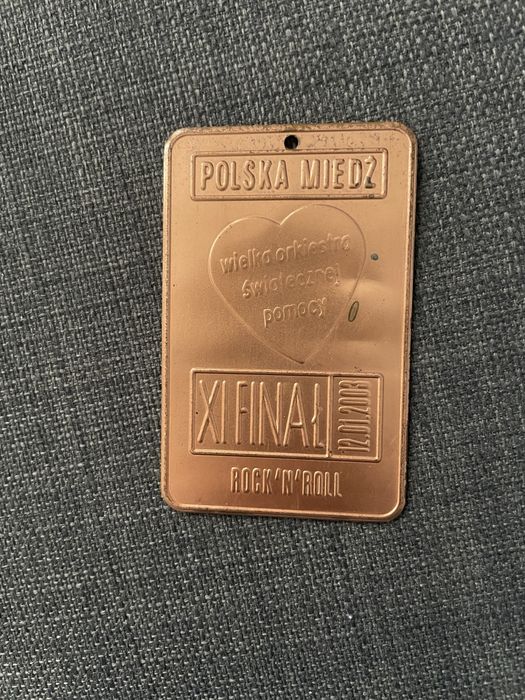 POLSKA MIEDŹ
wielka orkiestra
świątecznej
pomocy
XI FINAŁ
12.01.2003
ROCK'N'ROLL